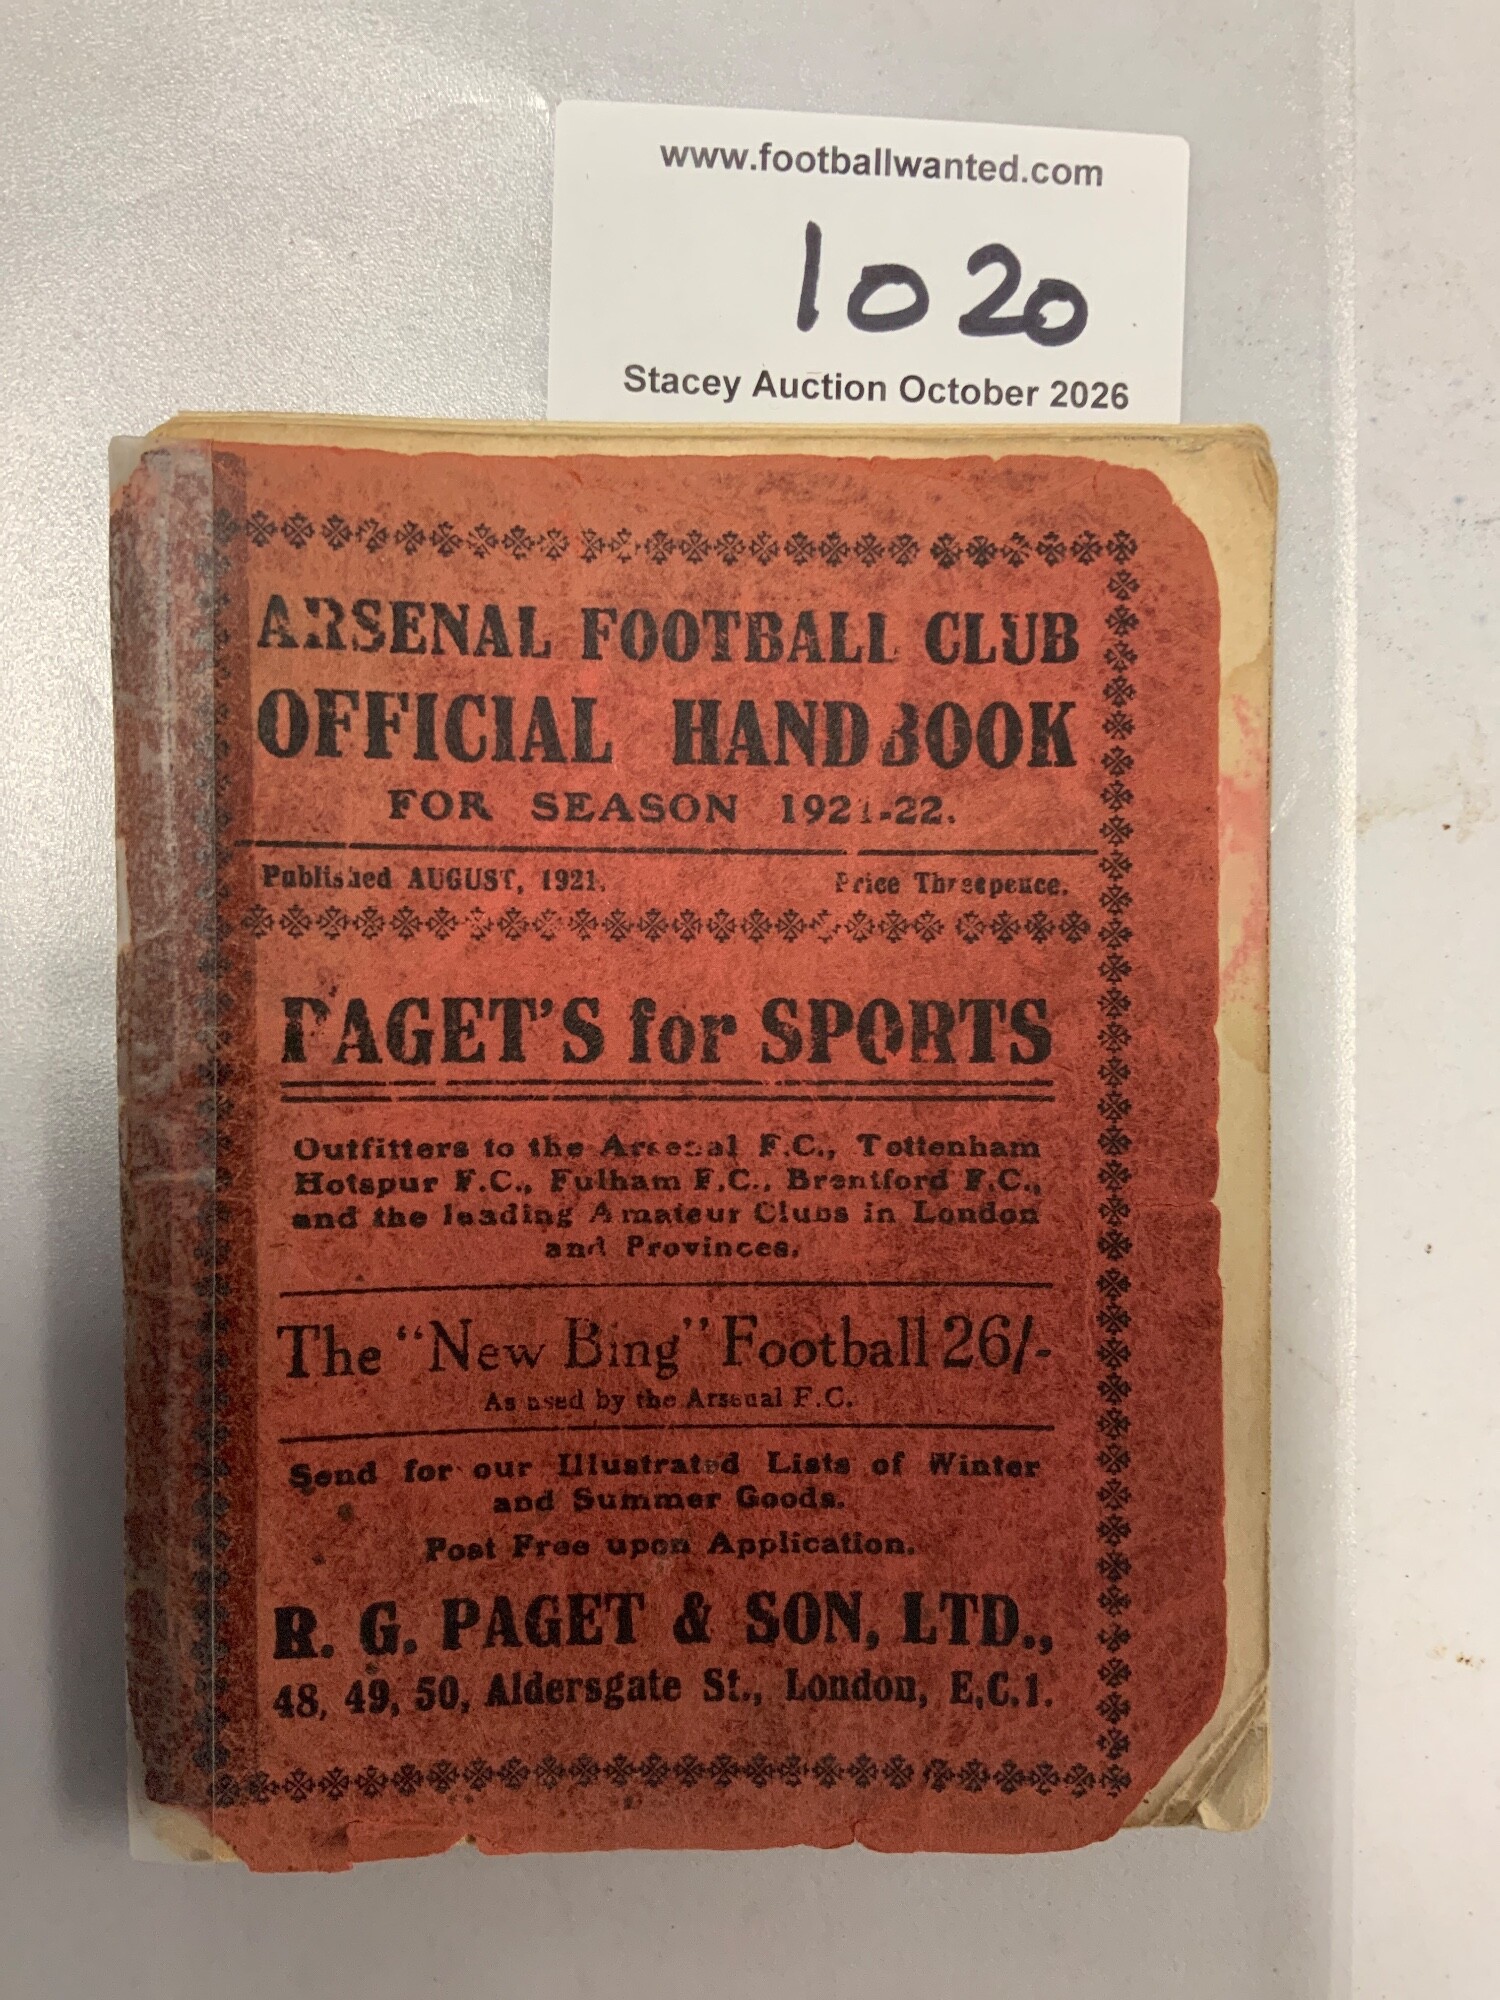 www.footballwanted.com
1020
Stacey Auction October 2026
ARSENAL FOOTBALL CLUB
OFFICIAL HANDBOOK
FOR SEASON 1921-22.
Published AUGUST, 1921. Price Threepence.
PAGET'S for SPORTS
Outfitters to the Arsenal F.C., Tottenham
Hotspur F.C., Fulham F.C., Brentford F.C.,
and the leading Amateur Clubs in London
and Provinces.
The "New Bing" Football 26/-
As used by the Arsenal F.C.
Send for our Illustrated Lists of Winter
and Summer Goods.
Post Free upon Application.
R. G. PAGET & SON, LTD.,
48, 49, 50, Aldersgate St., London, E.C.1.